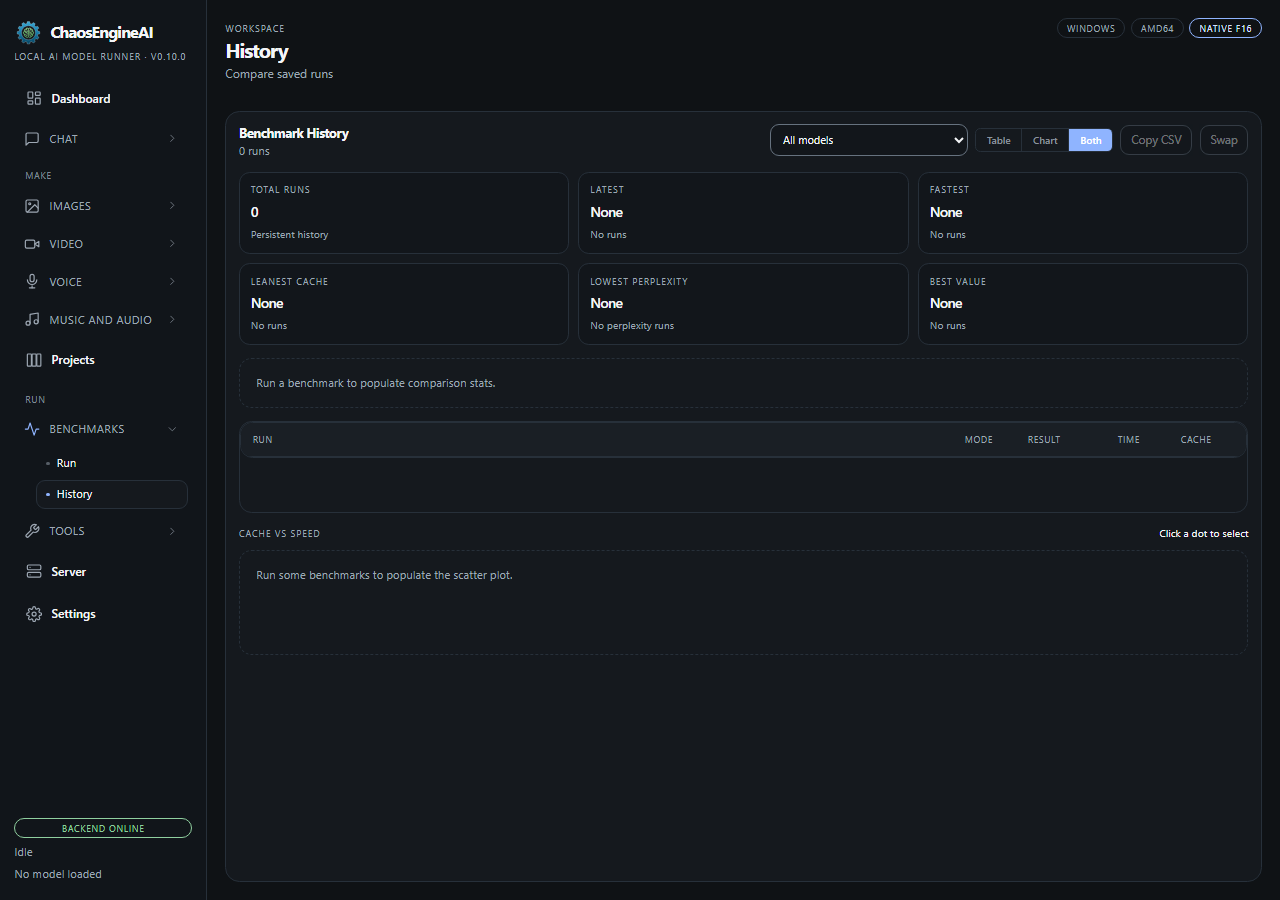 ChaosEngineAI
LOCAL AI MODEL RUNNER · V0.10.0
Dashboard
CHAT
MAKE
IMAGES
VIDEO
VOICE
MUSIC AND AUDIO
Projects
RUN
BENCHMARKS
Run
History
TOOLS
Server
Settings
BACKEND ONLINE
Idle
No model loaded
WORKSPACE
History
Compare saved runs
WINDOWS
AMD64
NATIVE F16
Benchmark History
0 runs
All models
Table
Chart
Both
Copy CSV
Swap
TOTAL RUNS
0
Persistent history
LATEST
None
No runs
FASTEST
None
No runs
LEANEST CACHE
None
No runs
LOWEST PERPLEXITY
None
No perplexity runs
BEST VALUE
None
No runs
Run a benchmark to populate comparison stats.
RUN MODE RESULT TIME CACHE
CACHE VS SPEED
Click a dot to select
Run some benchmarks to populate the scatter plot.